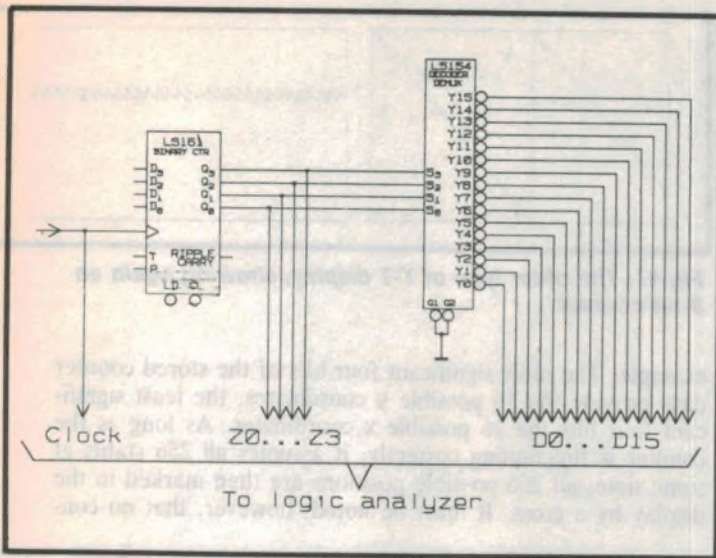 LS161
BINARY CTR
D3 Q3
D2 Q2
D1 Q1
D0 Q0
T RIPPLE
P CARRY
LD CL
LS154
DECODER
DEMUX
Y15
Y14
Y13
Y12
Y11
Y10
S3 Y9
S2 Y8
S1 Y7
S0 Y6
Y5
Y4
Y3
Y2
Y1
Y0
G1 G2
Clock Z0...Z3 D0...D15
To logic analyzer